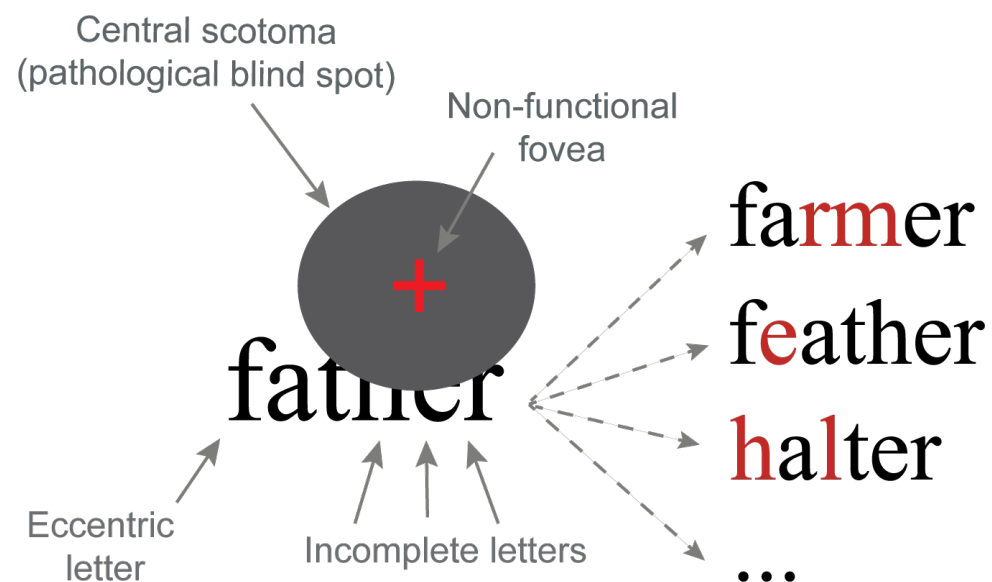 Central scotoma
(pathological blind spot)
Non-functional
fovea
father
Eccentric
letter
Incomplete letters
farmer
feather
halter
...